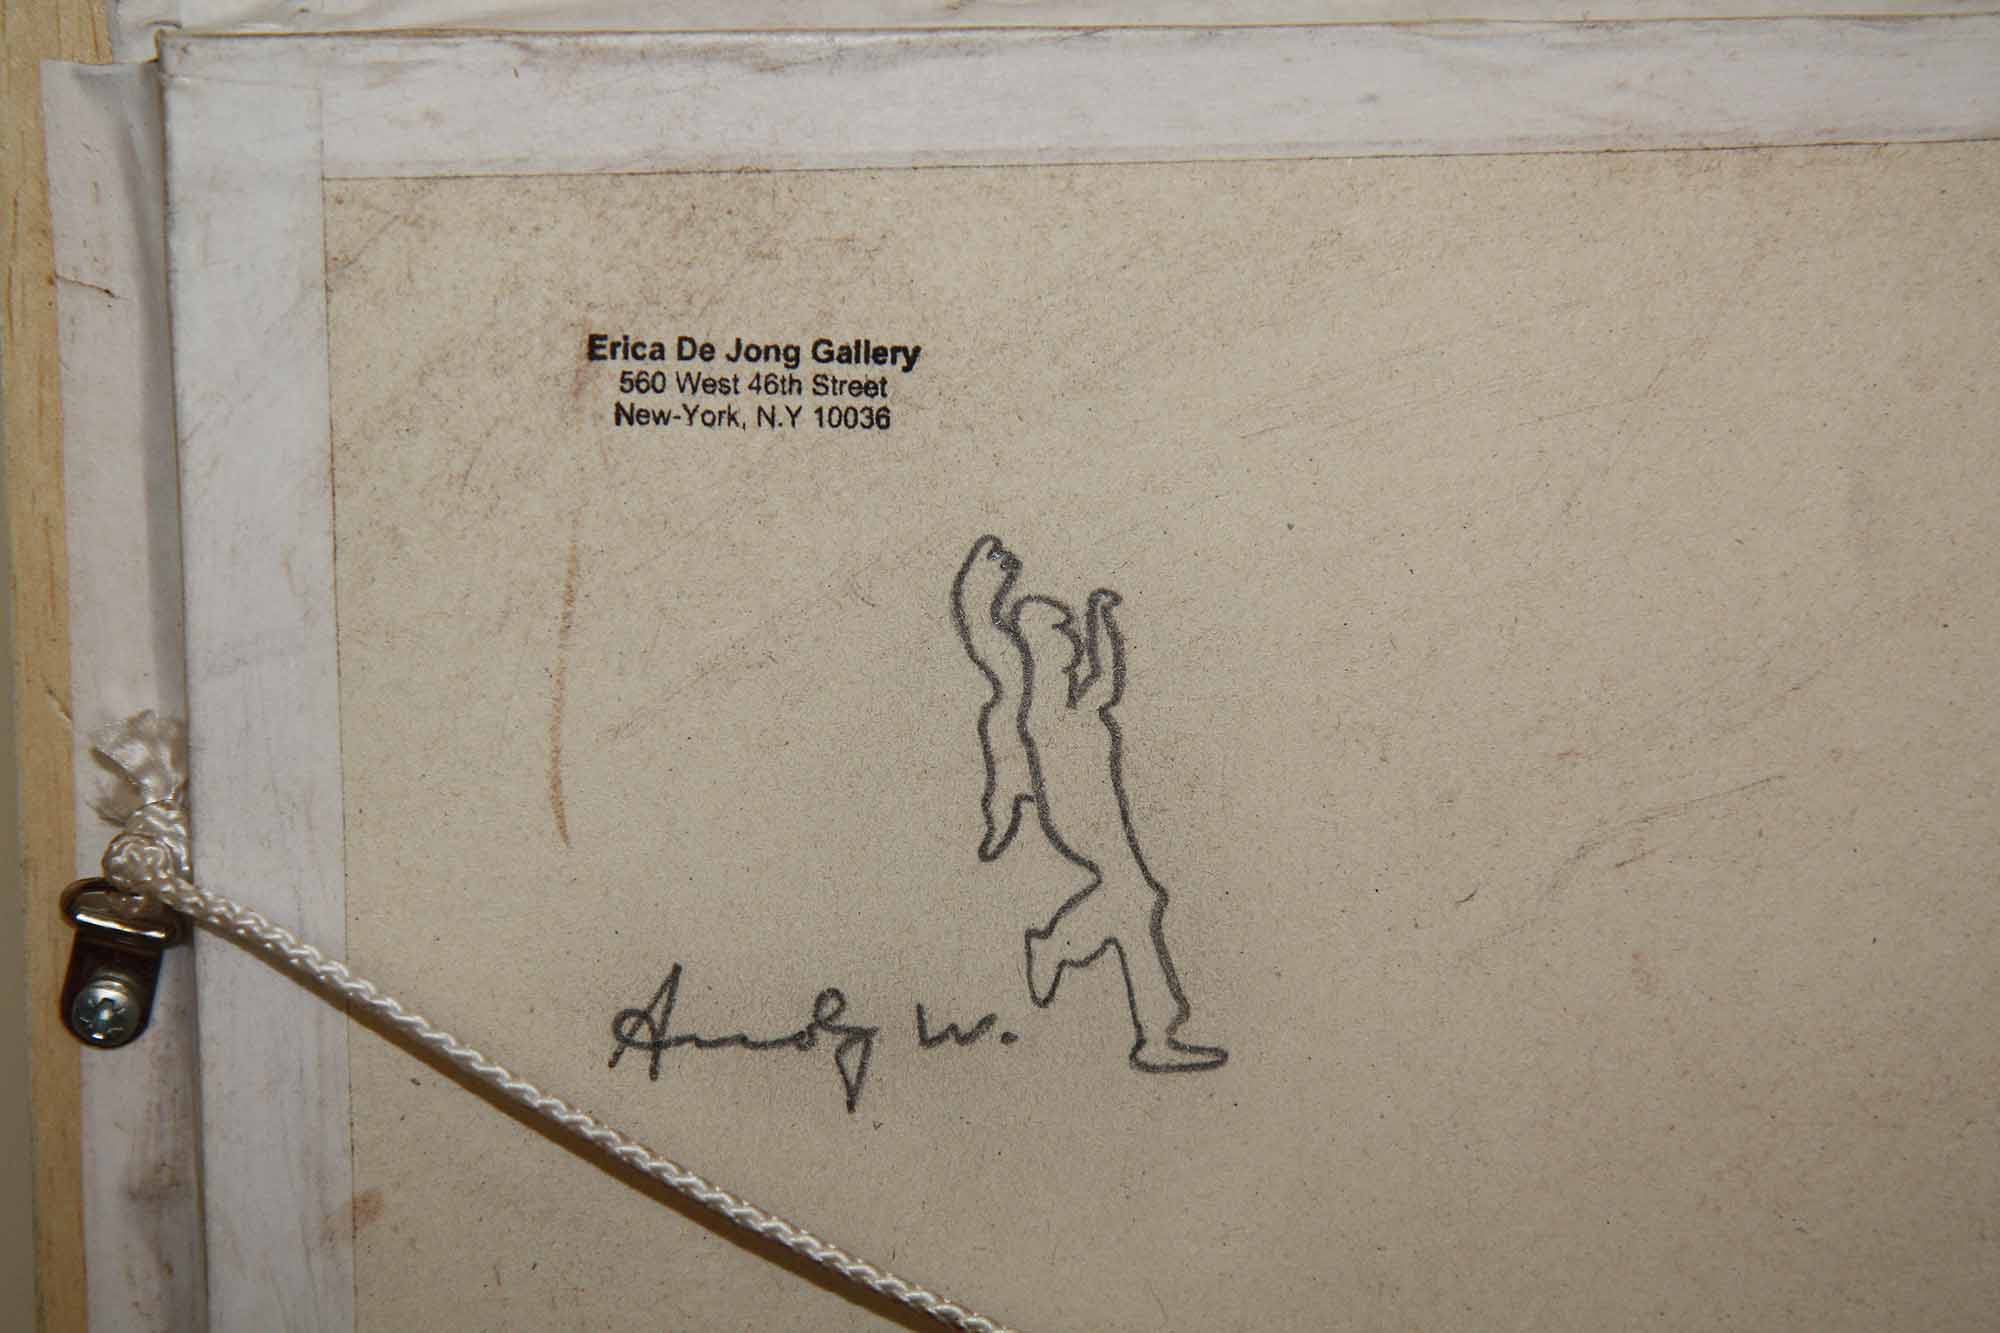 Erica De Jong Gallery
560 West 46th Street
New-York, N.Y 10036
Andy W.